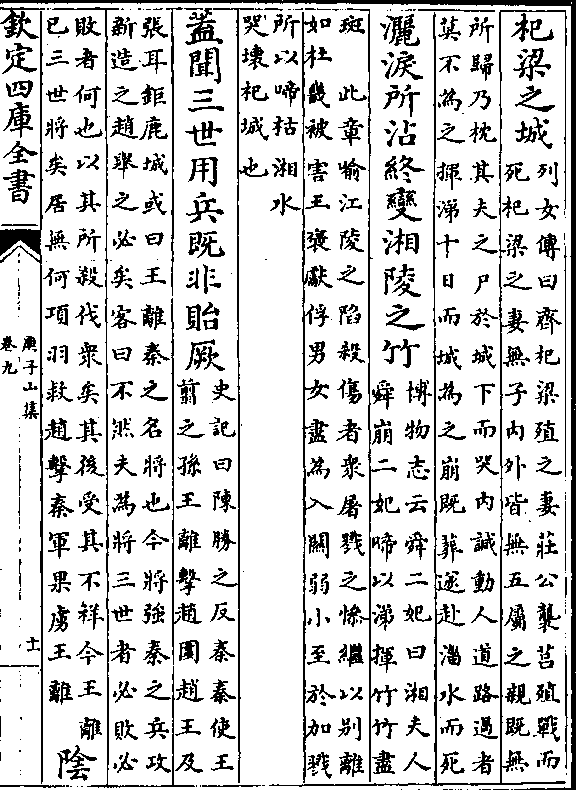 杞梁之城
列女傳曰齊杞梁殖之妻莊公襲莒殖戰而
死杞梁之妻無子内外皆無五屬之親既無
所歸乃枕其夫之尸於城下而哭内諴動人道路過者
莫不為之揮涕十日而城為之崩既葬遂赴淄水而死
灑淚所沾終變湘陵之竹
博物志云舜二妃曰湘夫人
舜崩二妃啼以涕揮竹竹盡
斑　此章喻江陵之陷殺傷者衆屠戮之慘繼以别離
如杜畿被害王襃獻俘男女盡為入關弱小至於加戮
所以啼枯湘水
哭壞杞城也
蓋聞三世用兵既非貽厥
史記曰陳勝之反秦秦使王
翦之孫王離擊趙圍趙王及
張耳鉅鹿城或曰王離秦之名將也今將強秦之兵攻
新造之趙舉之必矣客曰不然夫為將三世者必敗必
敗者何也以其所殺伐衆矣其後受其不祥今王離
已三世將矣居無何項羽救趙擊秦軍果虜王離
陰
欽定四庫全書
庾子山集
卷九
十一